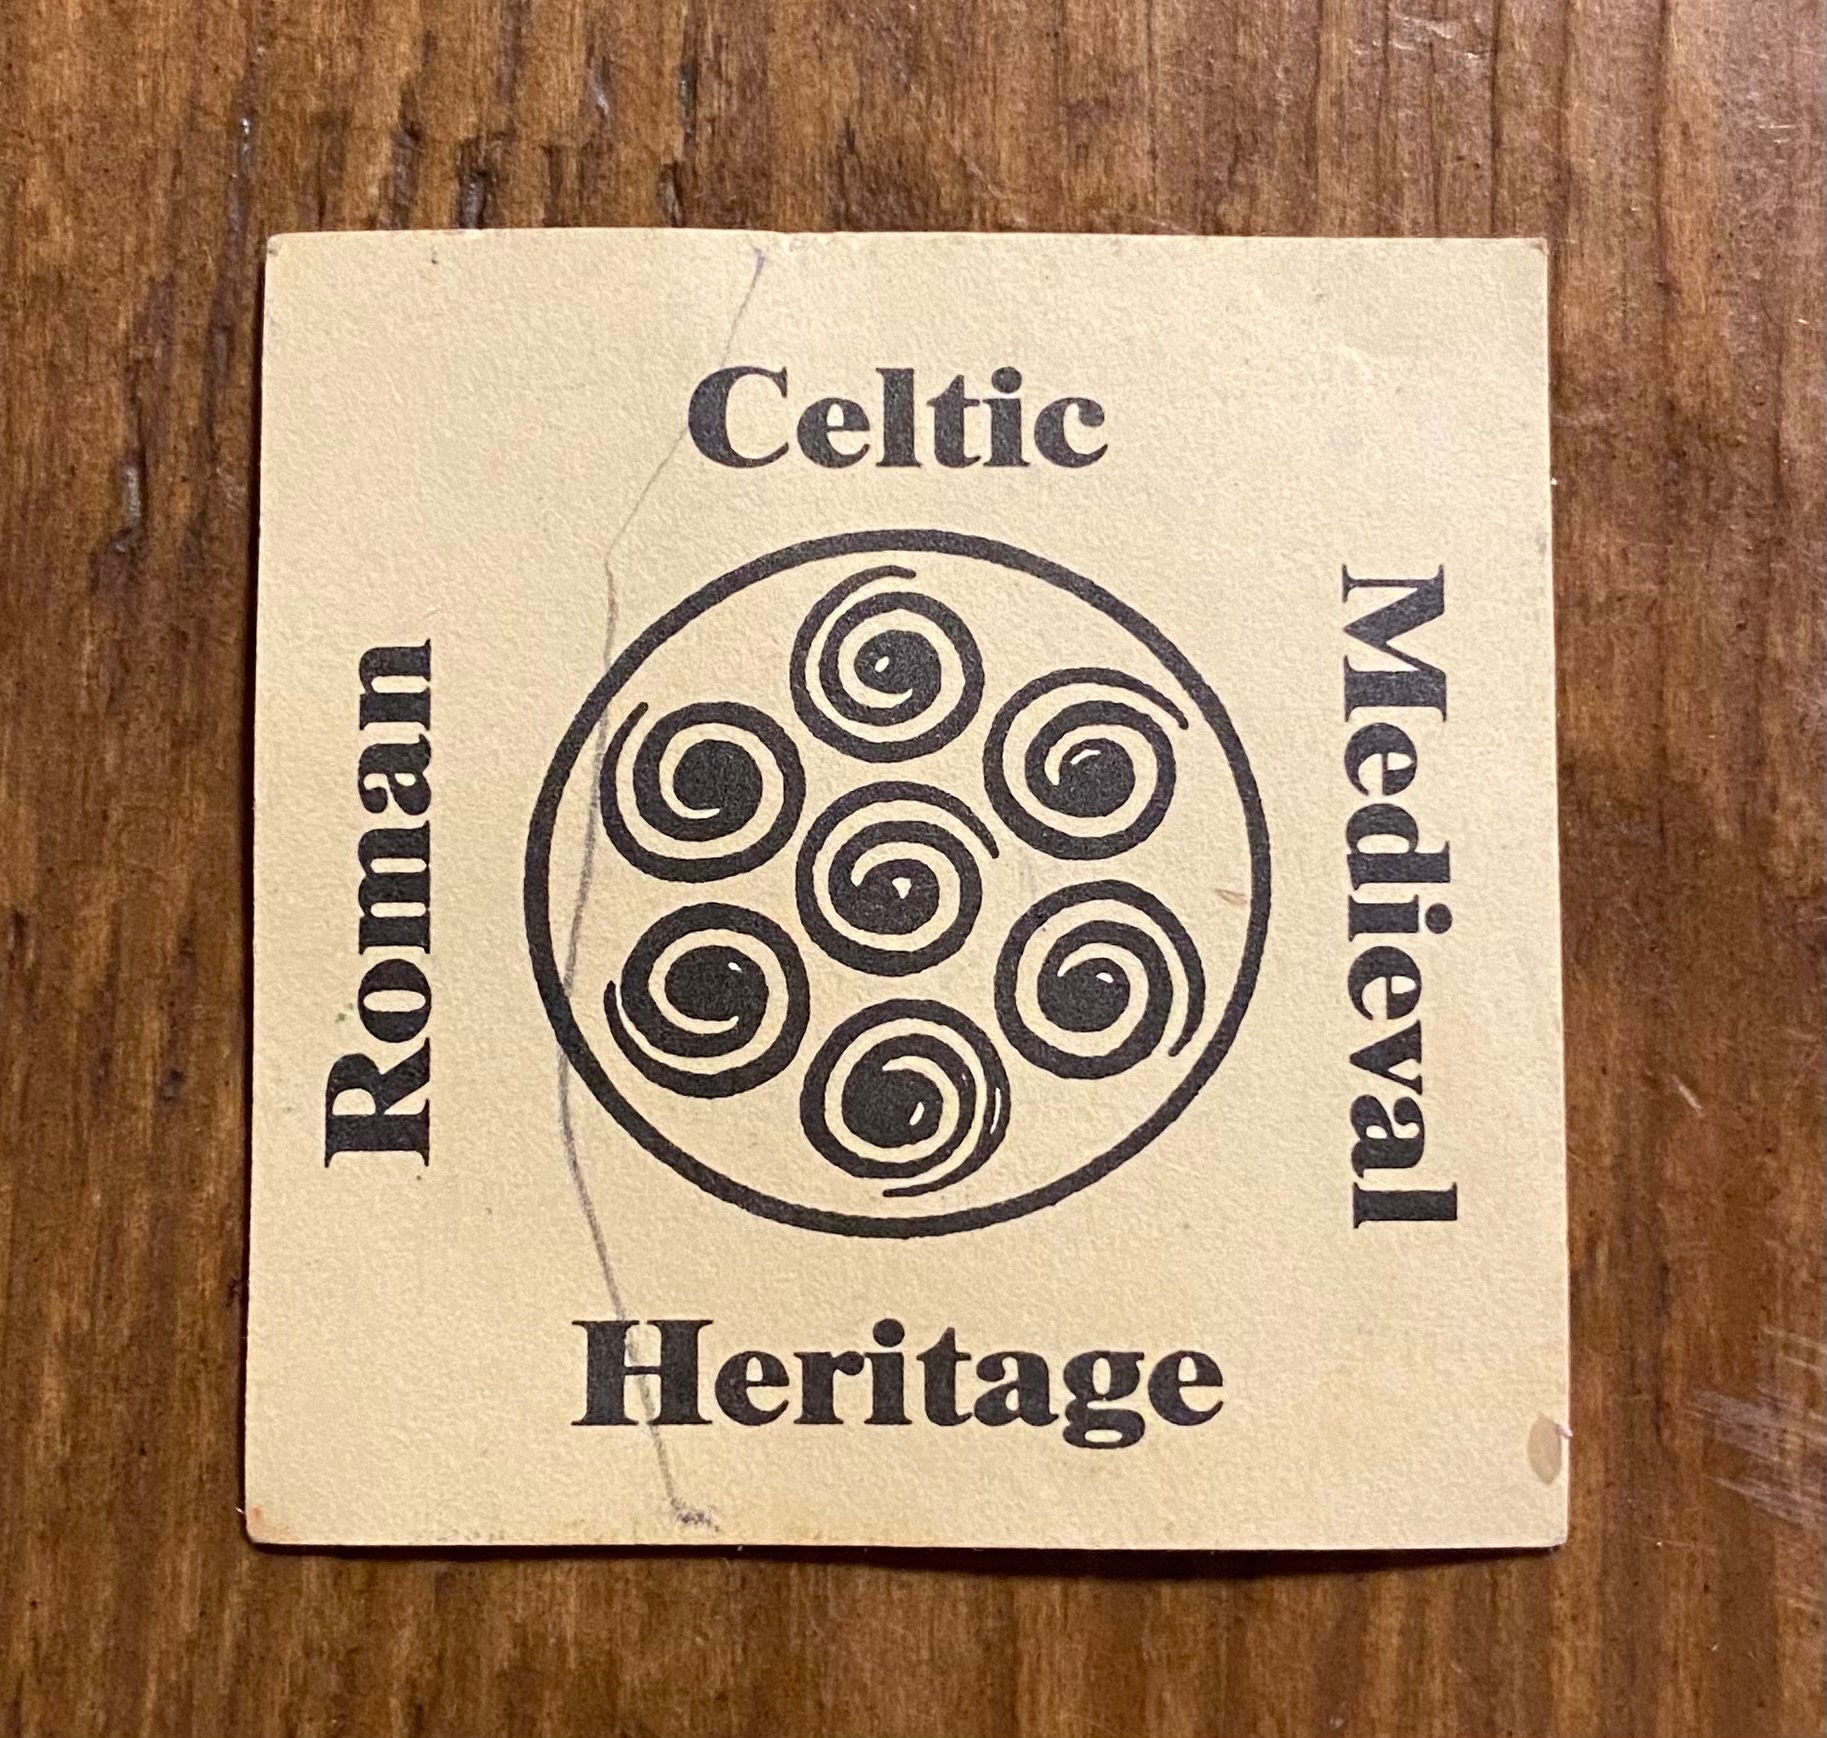 Celtic
Roman
Medieval
Heritage